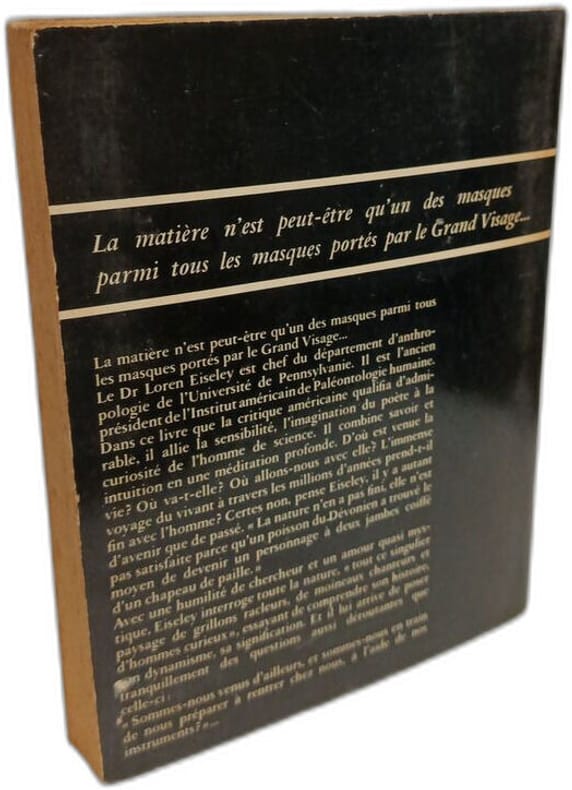 La matière n'est peut-être qu'un des masques
parmi tous les masques portés par le Grand Visage...
La matière n'est peut-être qu'un des masques parmi tous
les masques portés par le Grand Visage...
Le Dr Loren Eiseley est chef du département d'anthro-
pologie de l'Université de Pennsylvanie. Il est l'ancien
président de l'Institut américain de Paléontologie humaine.
Dans ce livre que la critique américaine qualifia d'admi-
rable, il allie la sensibilité, l'imagination du poète à la
curiosité de l'homme de science. Il combine savoir et
intuition en une méditation profonde. D'où est venue la
vie? Où va-t-elle? Où allons-nous avec elle? L'immense
voyage du vivant à travers les millions d'années prend-t-il
fin avec l'homme? Certes non, pense Eiseley, il y a autant
d'avenir que de passé. « La nature n'en a pas fini, elle n'est
pas satisfaite parce qu'un poisson du Dévonien a trouvé le
moyen de devenir un personnage à deux jambes coiffé
d'un chapeau de paille. »
Avec une humilité de chercheur et un amour quasi mys-
tique, Eiseley interroge toute la nature, « tout ce singulier
paysage de grillons racleurs, de moineaux chanteurs et
d'hommes curieux », essayant de comprendre son histoire,
son dynamisme, sa signification. Et il lui arrive de poser
tranquillement des questions aussi déroutantes que
celle-ci :
« Sommes-nous venus d'ailleurs, et sommes-nous en train
de nous préparer à rentrer chez nous, à l'aide de nos
instruments? »...